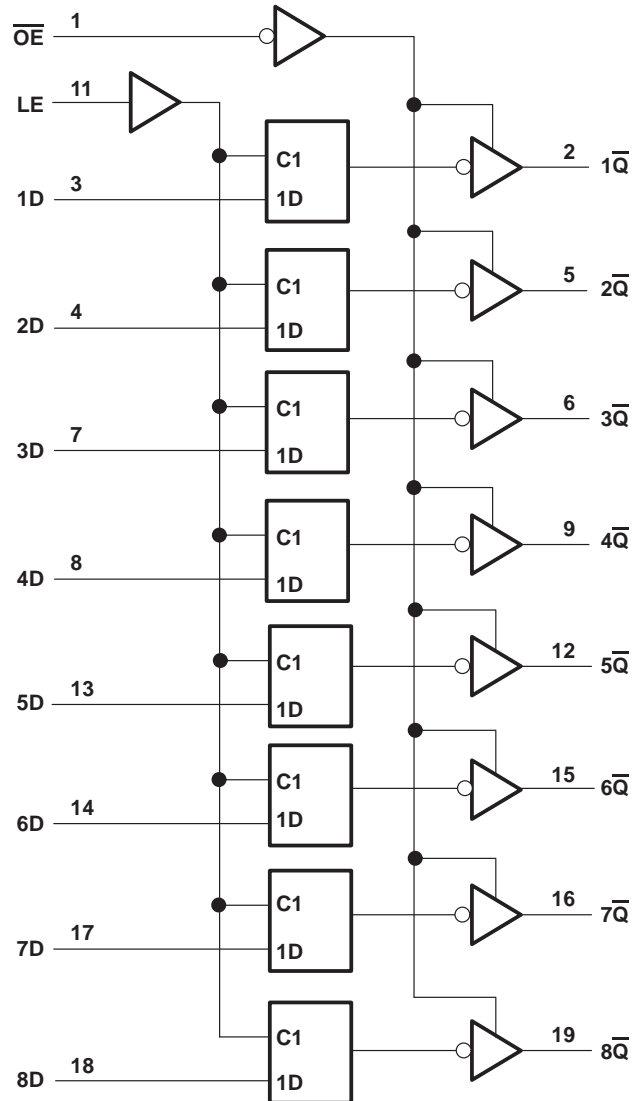 O̅E̅ 1
LE 11
C1
1D 3 1D 2 1Q̅
C1
2D 4 1D 5 2Q̅
C1
3D 7 1D 6 3Q̅
C1
4D 8 1D 9 4Q̅
C1
5D 13 1D 12 5Q̅
C1
6D 14 1D 15 6Q̅
C1
7D 17 1D 16 7Q̅
C1
8D 18 1D 19 8Q̅